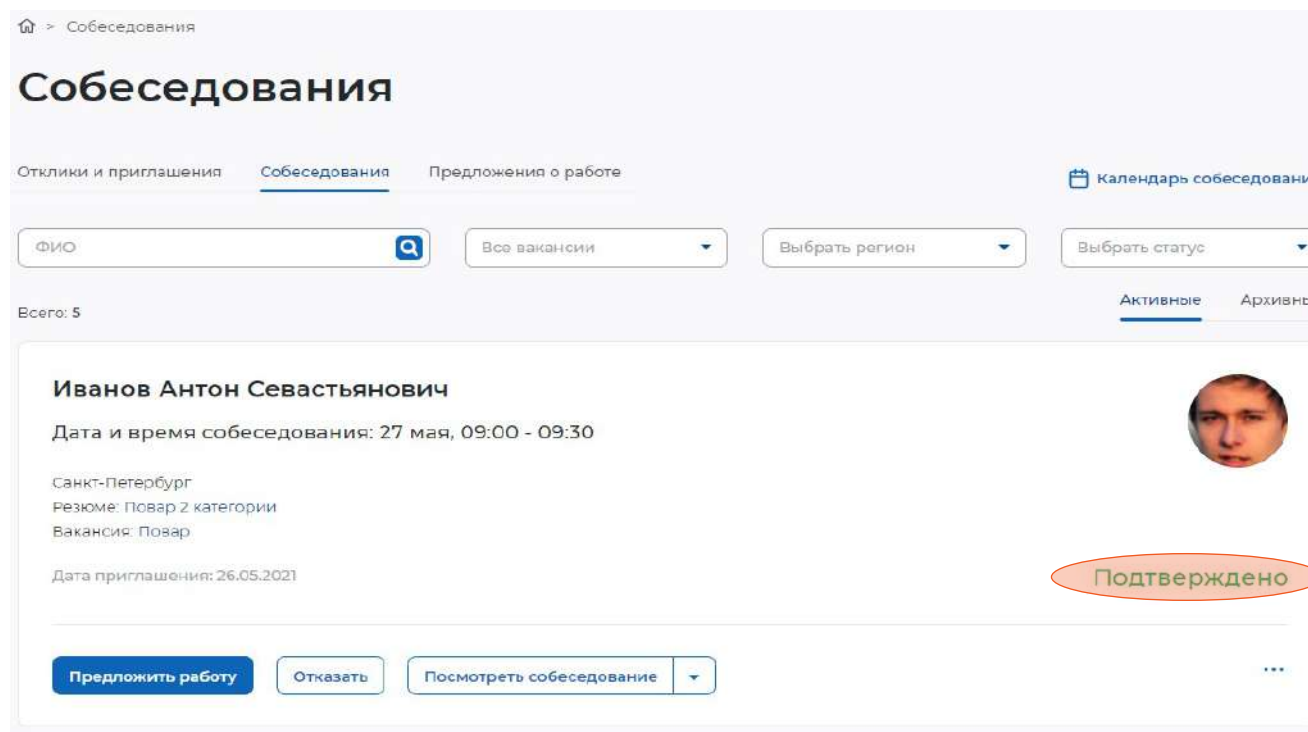 > Собеседования
Собеседования
Отклики и приглашения Собеседования Предложения о работе
Календарь собеседовани
ФИО Все вакансии Выбрать регион Выбрать статус
Всего: 5
Активные Архивны
Иванов Антон Севастьянович
Дата и время собеседования: 27 мая, 09:00 - 09:30
Санкт-Петербург
Резюме: Повар 2 категории
Вакансия: Повар
Дата приглашения: 26.05.2021
Подтверждено
Предложить работу Отказать Посмотреть собеседование ...